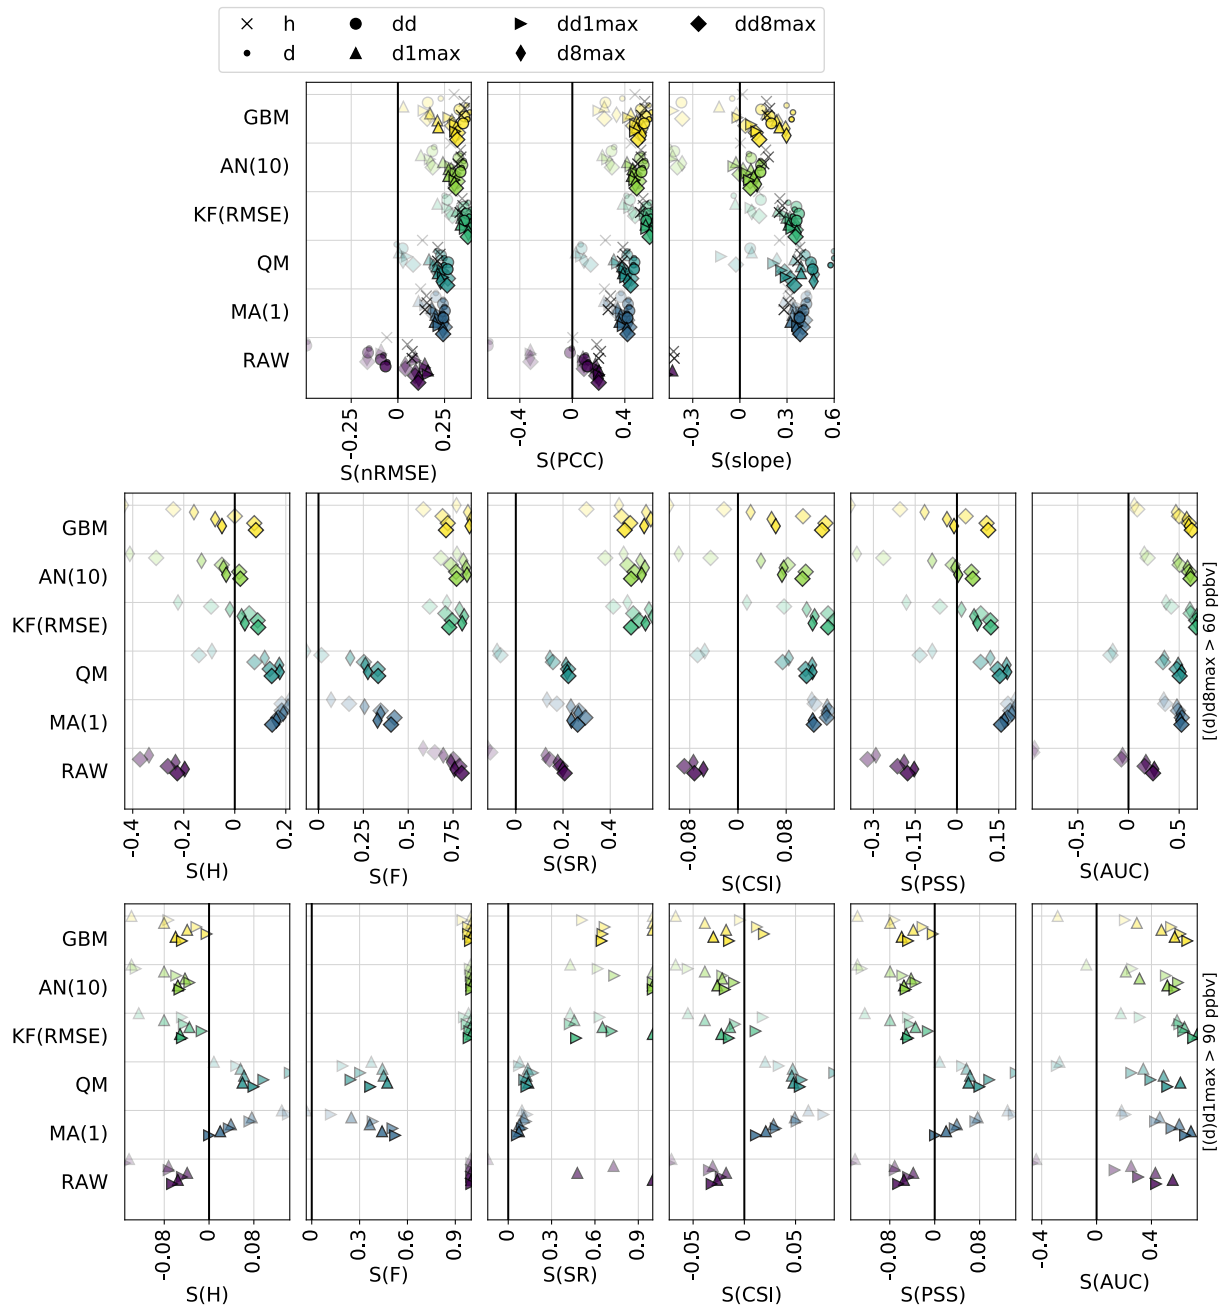 h dd dd1max dd8max
d d1max d8max
GBM
AN(10)
KF(RMSE)
QM
MA(1)
RAW
-0.25 0 0.25
S(nRMSE)
0 0.4
S(PCC)
-0.3 0 0.3 0.6
S(slope)
GBM
AN(10)
KF(RMSE)
QM
MA(1)
RAW
-0.4 -0.2 0 0.2
S(H)
0 0.25 0.5 0.75
S(F)
0 0.2 0.4
S(SR)
-0.08 0 0.08
S(CSI)
-0.3 -0.15 0 0.15
S(PSS)
-0.5 0 0.5
S(AUC)
[(d)d8max > 60 ppbv]
GBM
AN(10)
KF(RMSE)
QM
MA(1)
RAW
-0.08 0 0.08
S(H)
0 0.3 0.6 0.9
S(F)
0 0.3 0.6 0.9
S(SR)
-0.05 0 0.05
S(CSI)
-0.08 0 0.08
S(PSS)
-0.4 0 0.4
S(AUC)
[(d)d1max > 90 ppbv]